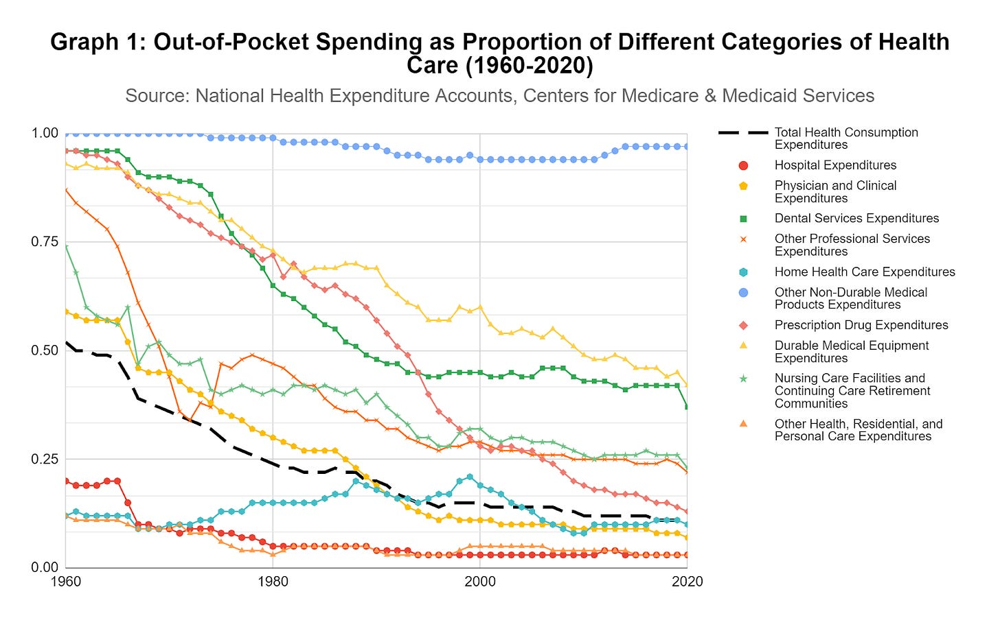 Graph 1: Out-of-Pocket Spending as Proportion of Different Categories of Health
Care (1960-2020)
Source: National Health Expenditure Accounts, Centers for Medicare & Medicaid Services
1.00
0.75
0.50
0.25
0.00
1960
1980
2000
2020
Total Health Consumption
Expenditures
Hospital Expenditures
Physician and Clinical
Expenditures
Dental Services Expenditures
Other Professional Services
Expenditures
Home Health Care Expenditures
Other Non-Durable Medical
Products Expenditures
Prescription Drug Expenditures
Durable Medical Equipment
Expenditures
Nursing Care Facilities and
Continuing Care Retirement
Communities
Other Health, Residential, and
Personal Care Expenditures